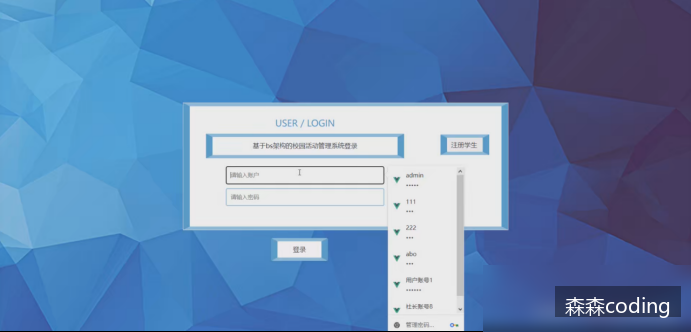 USER / LOGIN
基于bs架构的校园活动管理系统登录
注册学生
请输入账户
请输入密码
登录
admin
•••••
111
•••
222
•••
abo
•••
用户账号1
••••••
社长账号6
管理密码...
森森coding